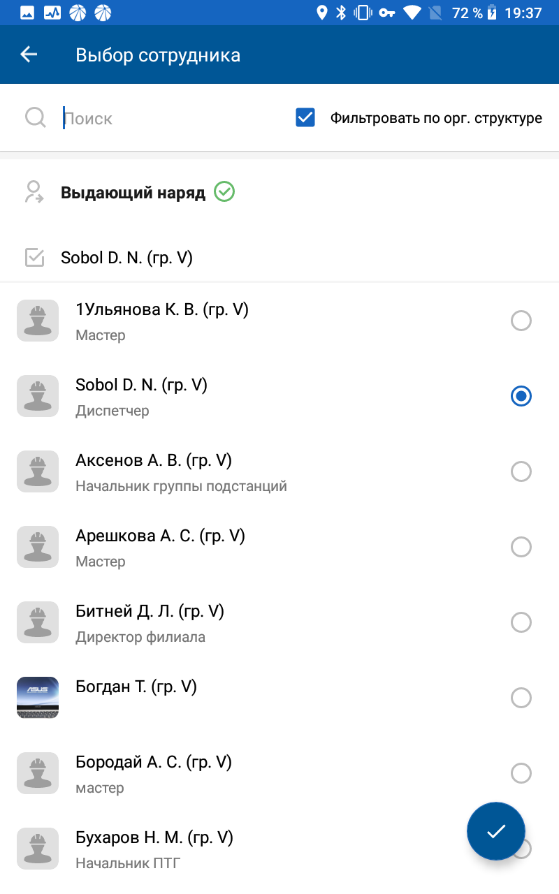 72 % 19:37
Выбор сотрудника
Поиск
Фильтровать по орг. структуре
Выдающий наряд
Sobol D. N. (гр. V)
1Ульянова К. В. (гр. V)
Мастер
Sobol D. N. (гр. V)
Диспетчер
Аксенов А. В. (гр. V)
Начальник группы подстанций
Арешкова А. С. (гр. V)
Мастер
Битней Д. Л. (гр. V)
Директор филиала
ASUS
Богдан Т. (гр. V)
Бородай А. С. (гр. V)
мастер
Бухаров Н. М. (гр. V)
Начальник ПТГ